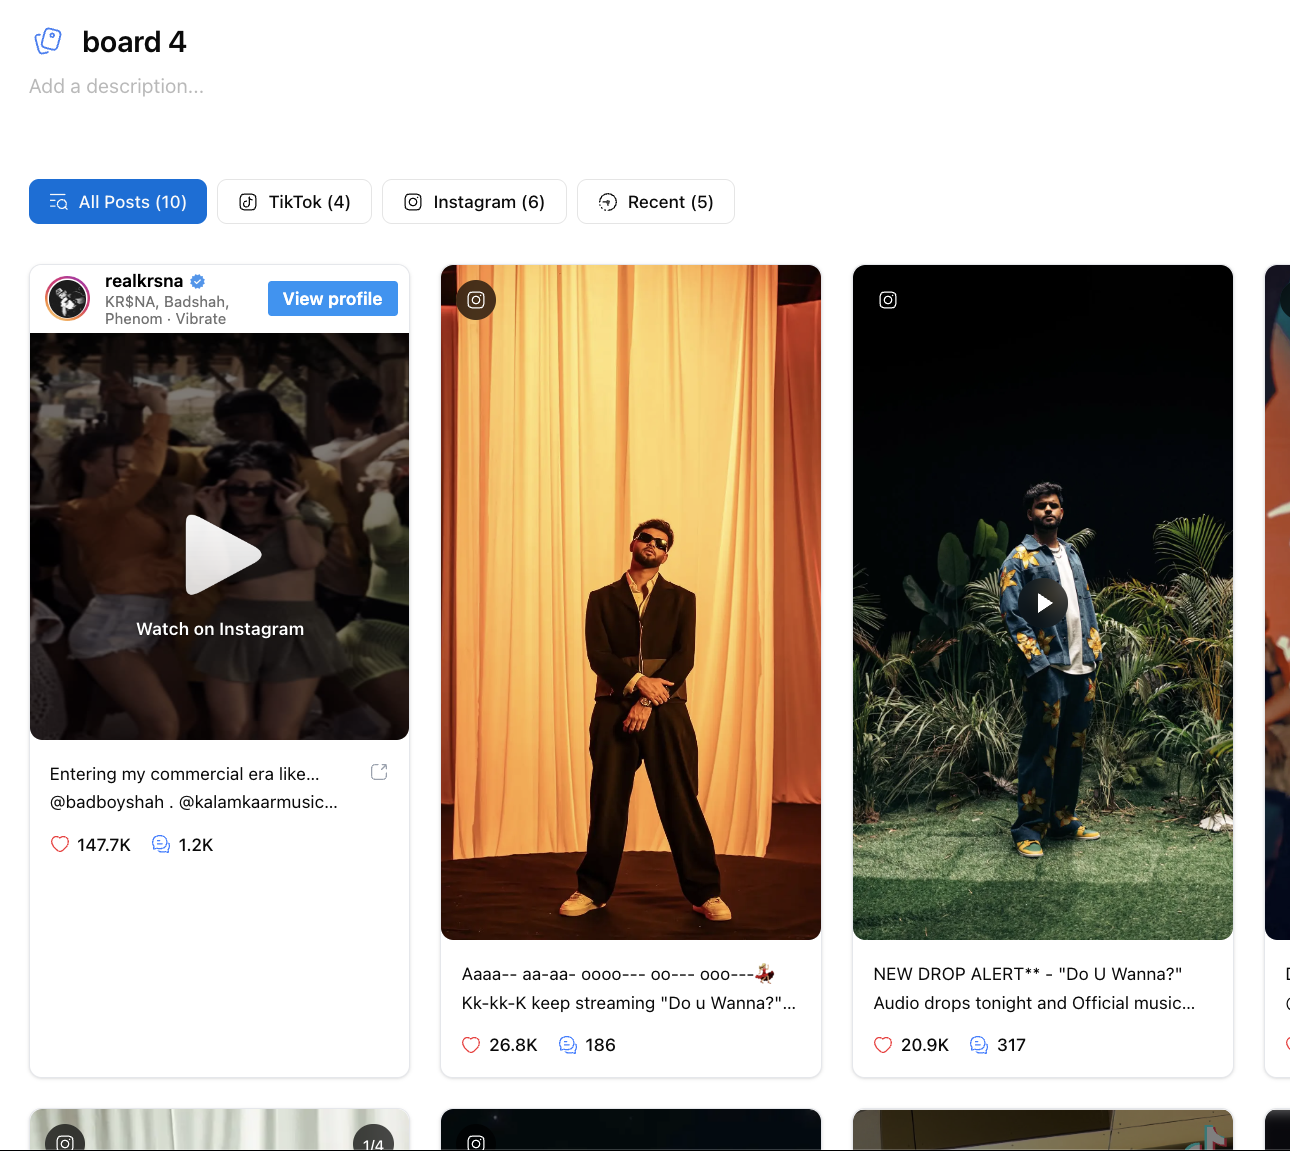 board 4
Add a description...
All Posts (10)
TikTok (4)
Instagram (6)
Recent (5)
realkrsna
KR$NA, Badshah,
Phenom · Vibrate
View profile
Watch on Instagram
Entering my commercial era like...
@badboyshah . @kalamkaarmusic...
147.7K
1.2K
Aaaa-- aa-aa- oooo--- oo--- ooo---💃
Kk-kk-K keep streaming "Do u Wanna?"...
26.8K
186
NEW DROP ALERT** - "Do U Wanna?"
Audio drops tonight and Official music...
20.9K
317
1/4